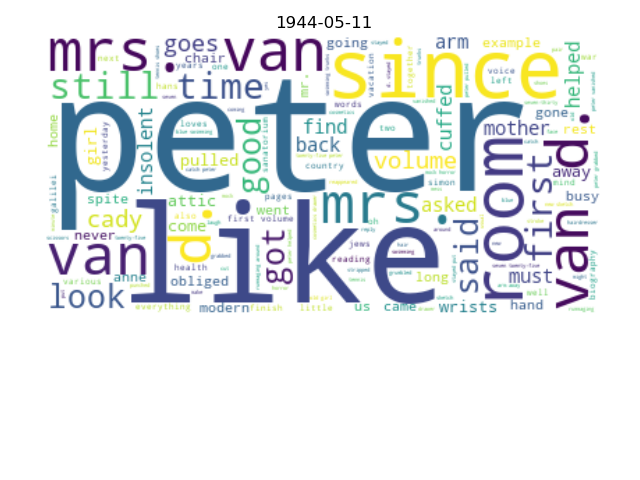 1944-05-11
mrs. van
goes
chair
going
arm
example
since
still
time
mr.
vacation
together
voice
left
helped
war
years
next
hans
words
home
girl
yesterday
insolent
peter
good
sanatorium
find
back
two
cuffed
mother
gone
rest
pulled
volume
simon
away
mind
galilei
spite
attic
country
room
first
busy
cady
d.
mrs.
asked
van d.
also
come
went
first volume
pages
oh
said
never
got
jews
reading
van
anne
health
like
long
must
well
biography
various
obliged
look
us
came
wrists
hand
everything
modern
finish
little